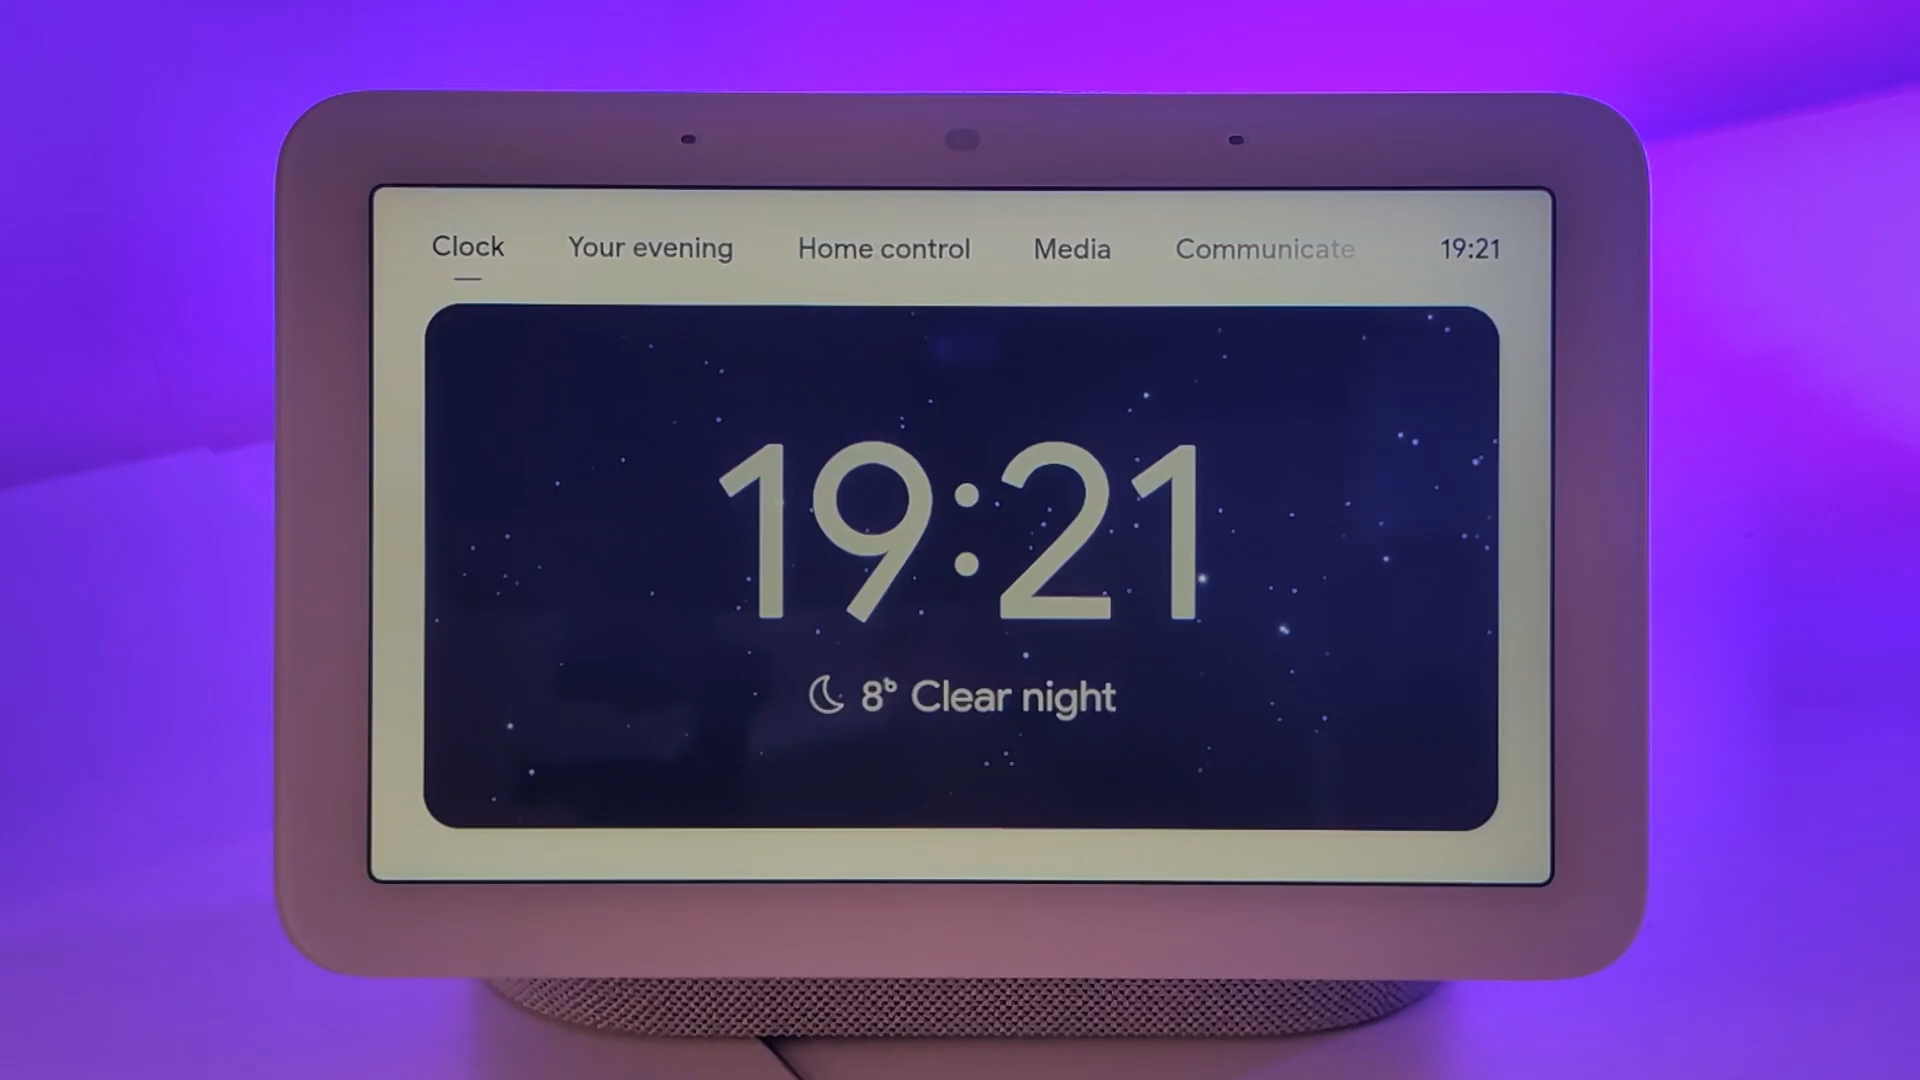 Clock Your evening Home control Media Communicate 19:21
19:21
8° Clear night